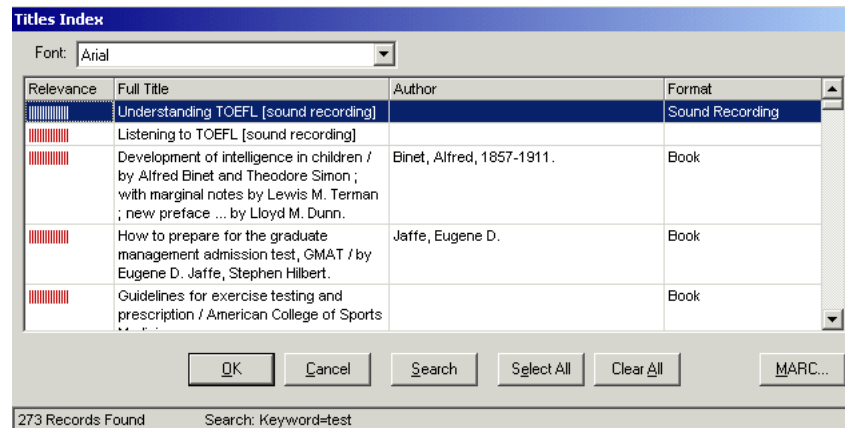 Titles Index
Font: Arial
Relevance Full Title Author Format
Understanding TOEFL [sound recording] Sound Recording
Listening to TOEFL [sound recording]
Development of intelligence in children / Binet, Alfred, 1857-1911. Book
by Alfred Binet and Theodore Simon ;
with marginal notes by Lewis M. Terman
; new preface ... by Lloyd M. Dunn.
How to prepare for the graduate Jaffe, Eugene D. Book
management admission test, GMAT / by
Eugene D. Jaffe, Stephen Hilbert.
Guidelines for exercise testing and Book
prescription / American College of Sports
OK Cancel Search Select All Clear All MARC...
273 Records Found Search: Keyword=test